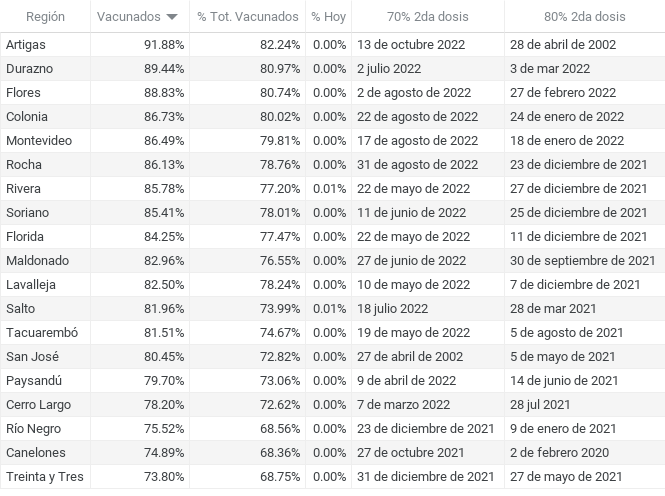 Región Vacunados % Tot. Vacunados % Hoy 70% 2da dosis 80% 2da dosis
Artigas 91.88% 82.24% 0.00% 13 de octubre 2022 28 de abril de 2002
Durazno 89.44% 80.97% 0.00% 2 julio 2022 3 de mar 2022
Flores 88.83% 80.74% 0.00% 2 de agosto de 2022 27 de febrero 2022
Colonia 86.73% 80.02% 0.00% 22 de agosto de 2022 24 de enero de 2022
Montevideo 86.49% 79.81% 0.00% 17 de agosto de 2022 18 de enero de 2022
Rocha 86.13% 78.76% 0.00% 31 de agosto de 2022 23 de diciembre de 2021
Rivera 85.78% 77.20% 0.01% 22 de mayo de 2022 27 de diciembre de 2021
Soriano 85.41% 78.01% 0.00% 11 de junio de 2022 25 de diciembre de 2021
Florida 84.25% 77.47% 0.00% 22 de mayo de 2022 11 de diciembre de 2021
Maldonado 82.96% 76.55% 0.00% 27 de junio de 2022 30 de septiembre de 2021
Lavalleja 82.50% 78.24% 0.00% 10 de mayo de 2022 7 de diciembre de 2021
Salto 81.96% 73.99% 0.01% 18 julio 2022 28 de mar 2021
Tacuarembó 81.51% 74.67% 0.00% 19 de mayo de 2022 5 de agosto de 2021
San José 80.45% 72.82% 0.00% 27 de abril de 2002 5 de mayo de 2021
Paysandú 79.70% 73.06% 0.00% 9 de abril de 2022 14 de junio de 2021
Cerro Largo 78.20% 72.62% 0.00% 7 de marzo 2022 28 jul 2021
Río Negro 75.52% 68.56% 0.00% 23 de diciembre de 2021 9 de enero de 2021
Canelones 74.89% 68.36% 0.00% 27 de octubre 2021 2 de febrero 2020
Treinta y Tres 73.80% 68.75% 0.00% 31 de diciembre de 2021 27 de mayo de 2021